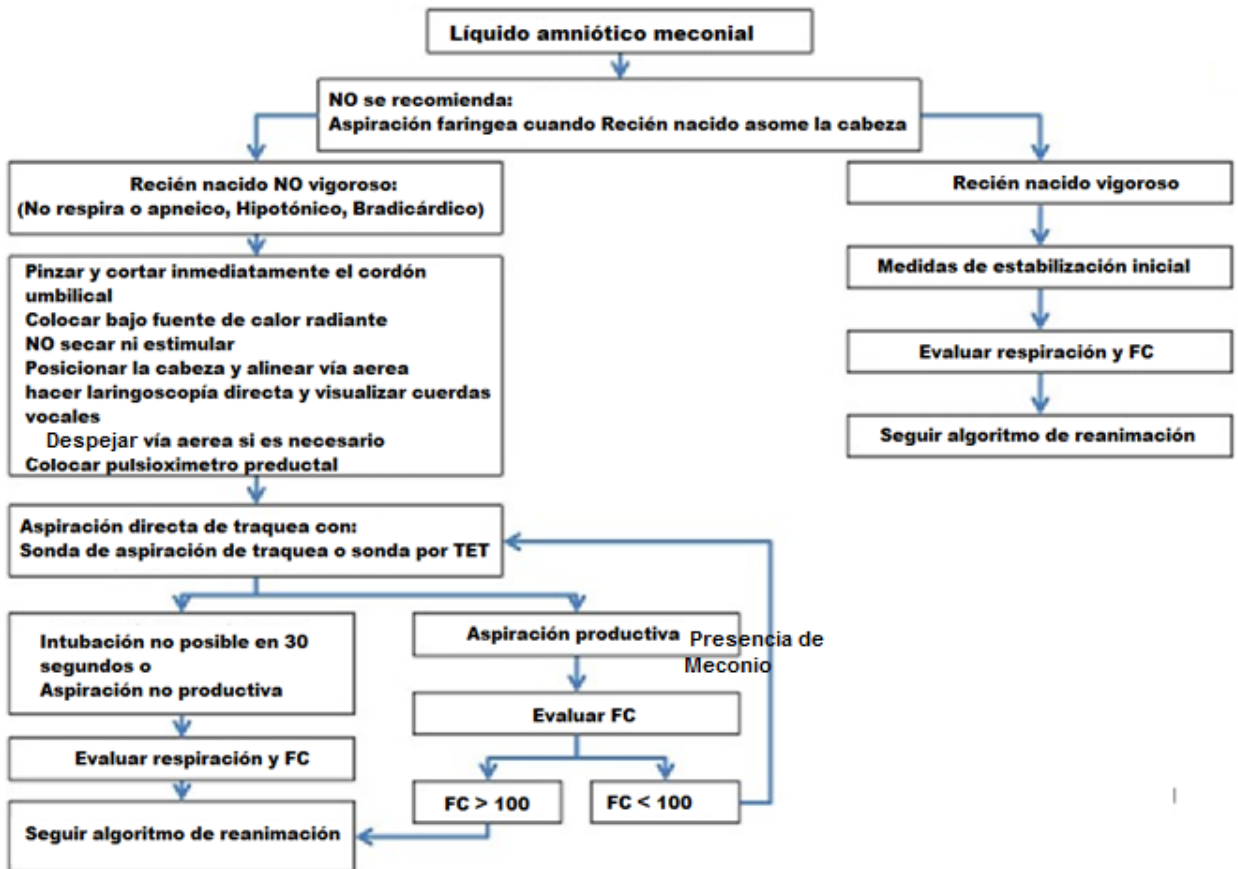 Líquido amniótico meconial
NO se recomienda:
Aspiración faringea cuando Recién nacido asome la cabeza
Recién nacido NO vigoroso:
(No respira o apneico, Hipotónico, Bradicárdico)
Pinzar y cortar inmediatamente el cordón
umbilical
Colocar bajo fuente de calor radiante
NO secar ni estimular
Posicionar la cabeza y alinear vía aerea
hacer laringoscopía directa y visualizar cuerdas
vocales
Despejar vía aerea si es necesario
Colocar pulsioximetro preductal
Aspiración directa de traquea con:
Sonda de aspiración de traquea o sonda por TET
Intubación no posible en 30
segundos o
Aspiración no productiva
Evaluar respiración y FC
Seguir algoritmo de reanimación
Aspiración productiva
Presencia de
Meconio
Evaluar FC
FC > 100
FC < 100
Recién nacido vigoroso
Medidas de estabilización inicial
Evaluar respiración y FC
Seguir algoritmo de reanimación